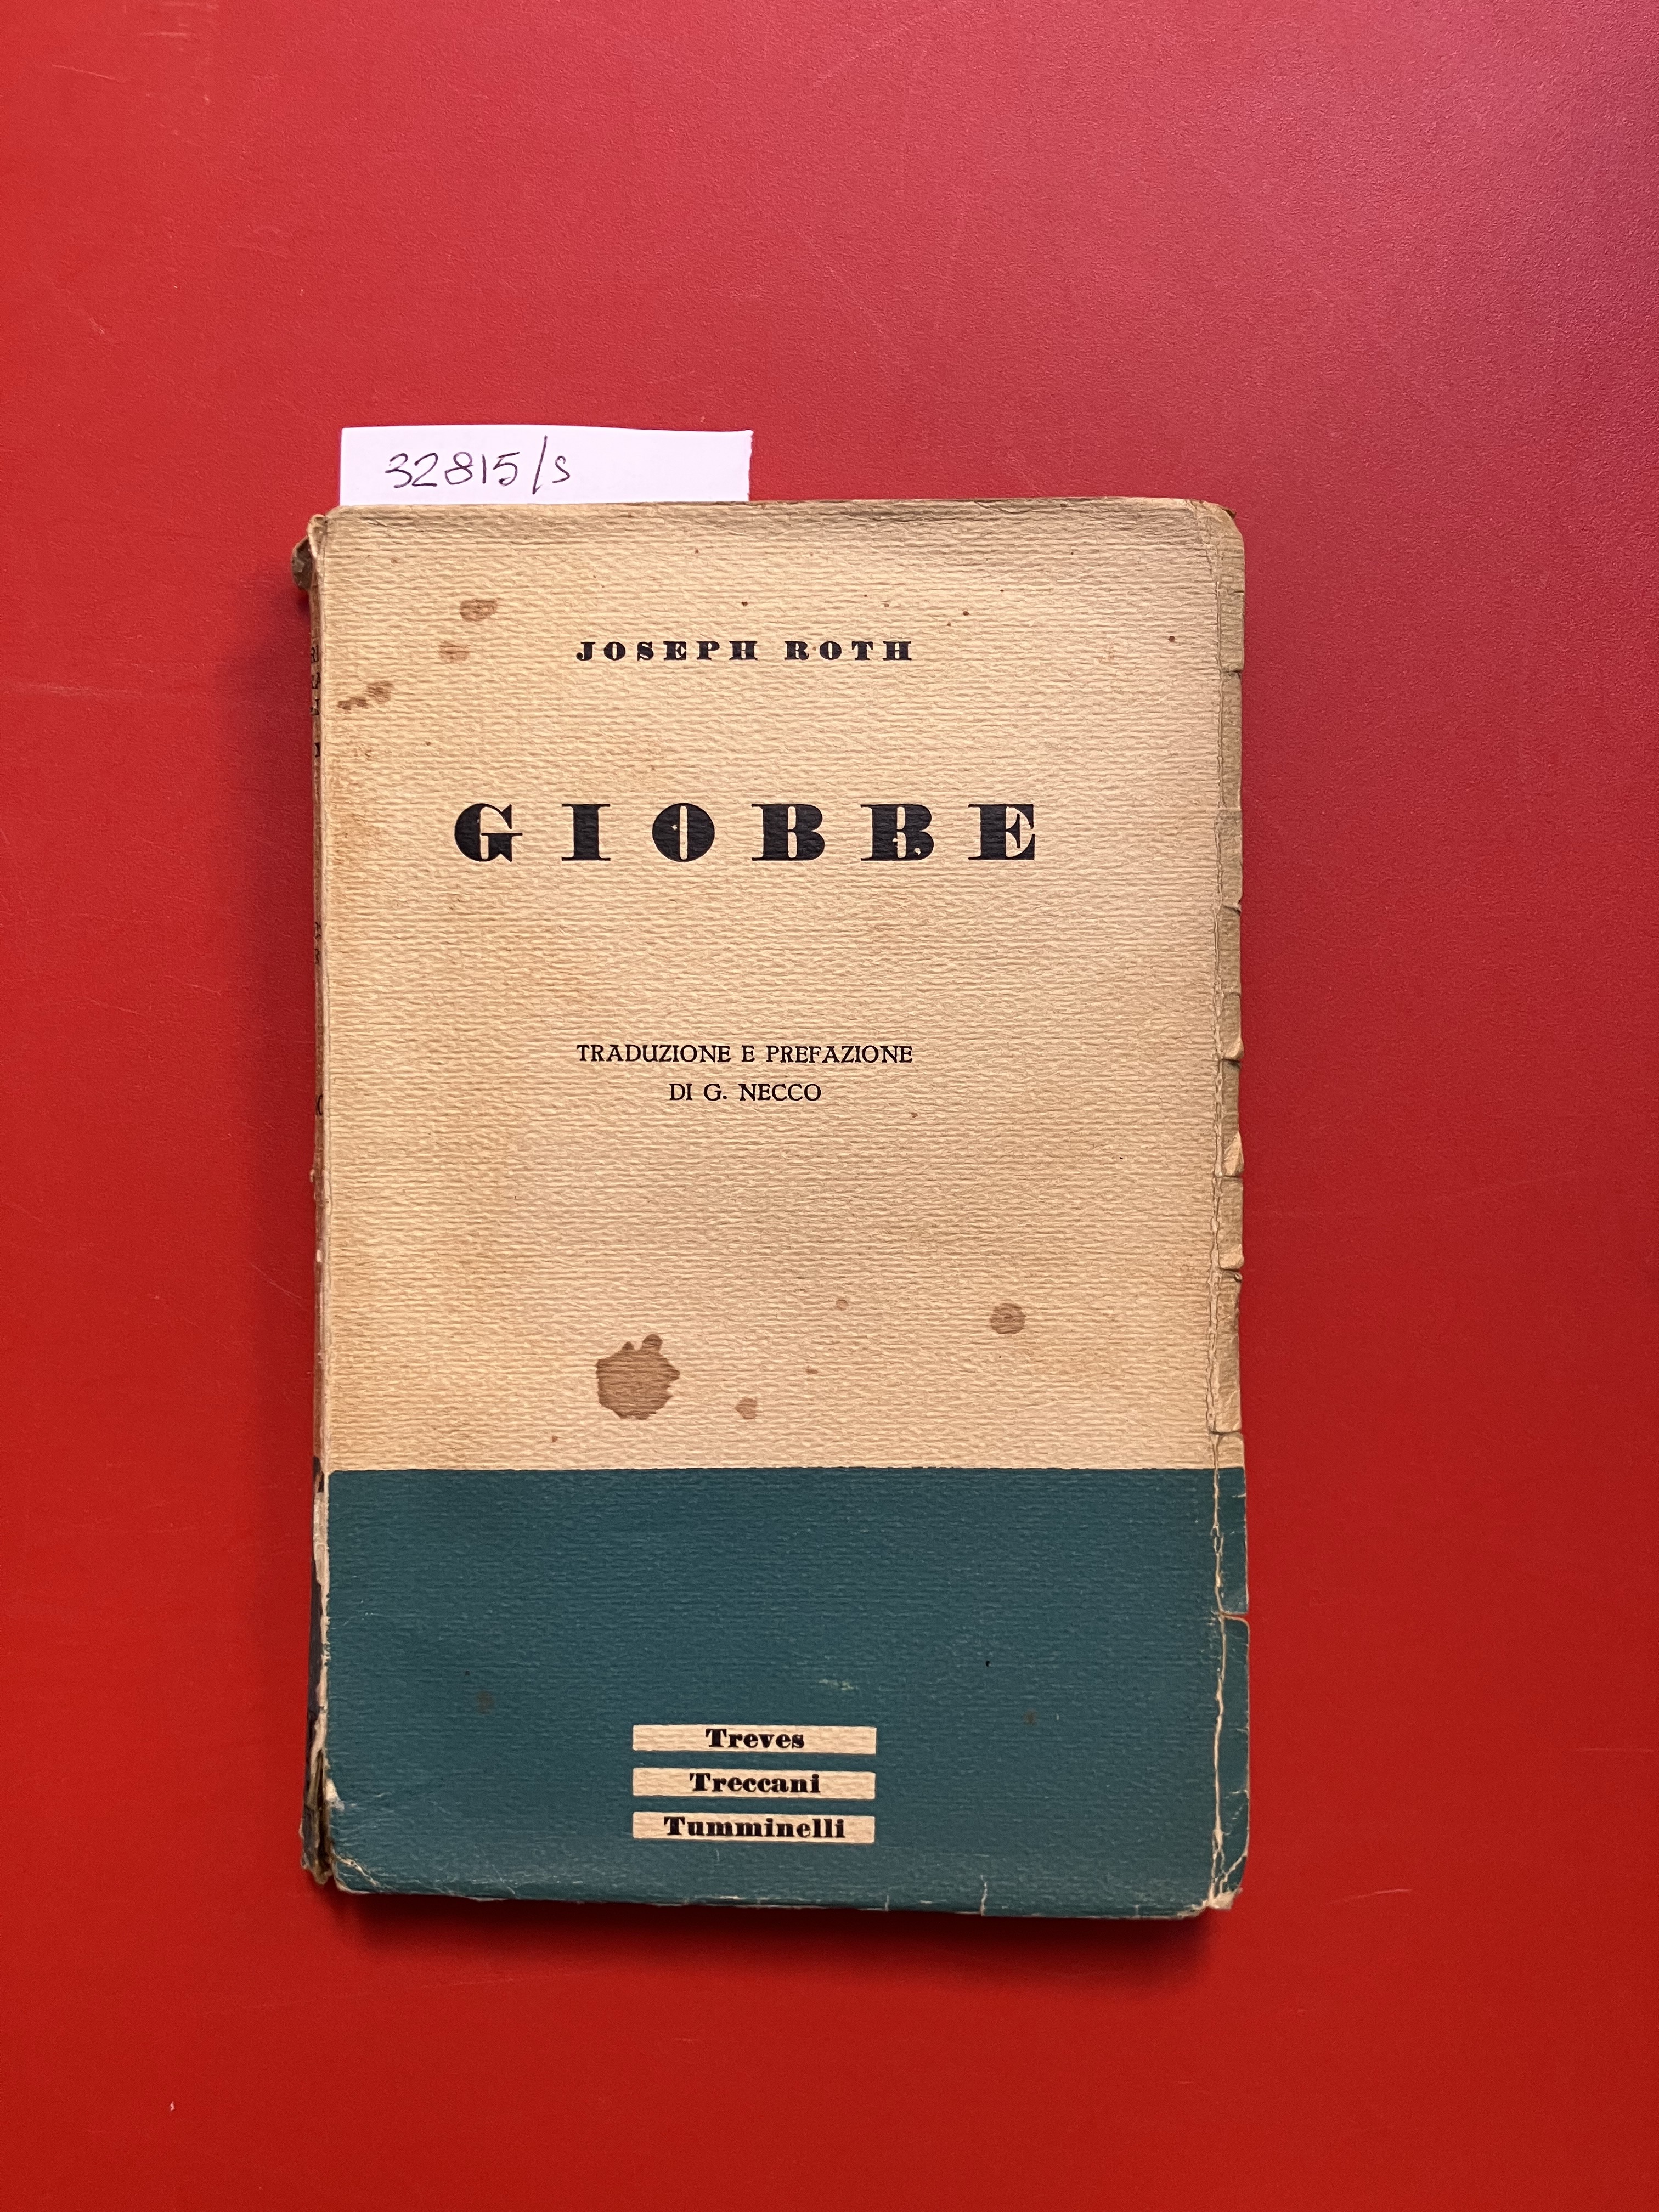 32815/s
JOSEPH ROTH
GIOBBE
TRADUZIONE E PREFAZIONE
DI G. NECCO
Treves
Treccani
Tumminelli